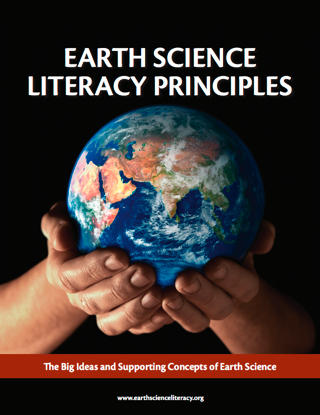 EARTH SCIENCE
LITERACY PRINCIPLES
The Big Ideas and Supporting Concepts of Earth Science
www.earthscienceliteracy.org